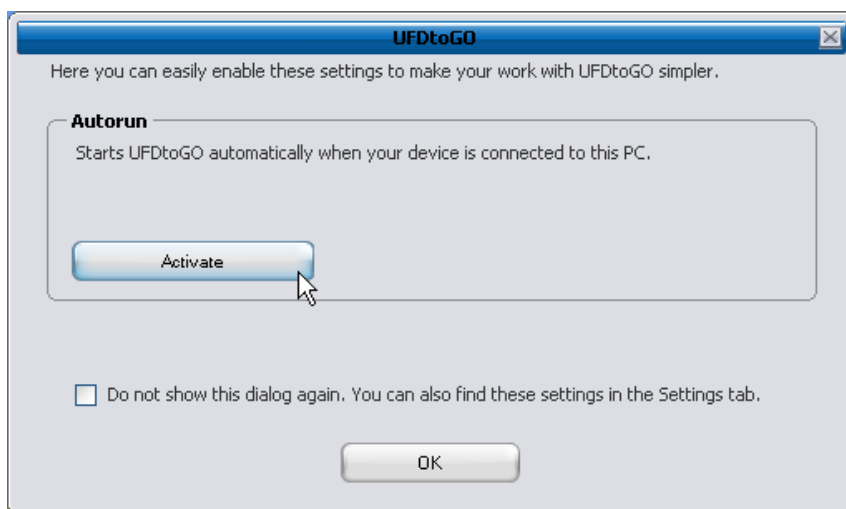 UFDtoGO
Here you can easily enable these settings to make your work with UFDtoGO simpler.
Autorun
Starts UFDtoGO automatically when your device is connected to this PC.
Activate
Do not show this dialog again. You can also find these settings in the Settings tab.
OK